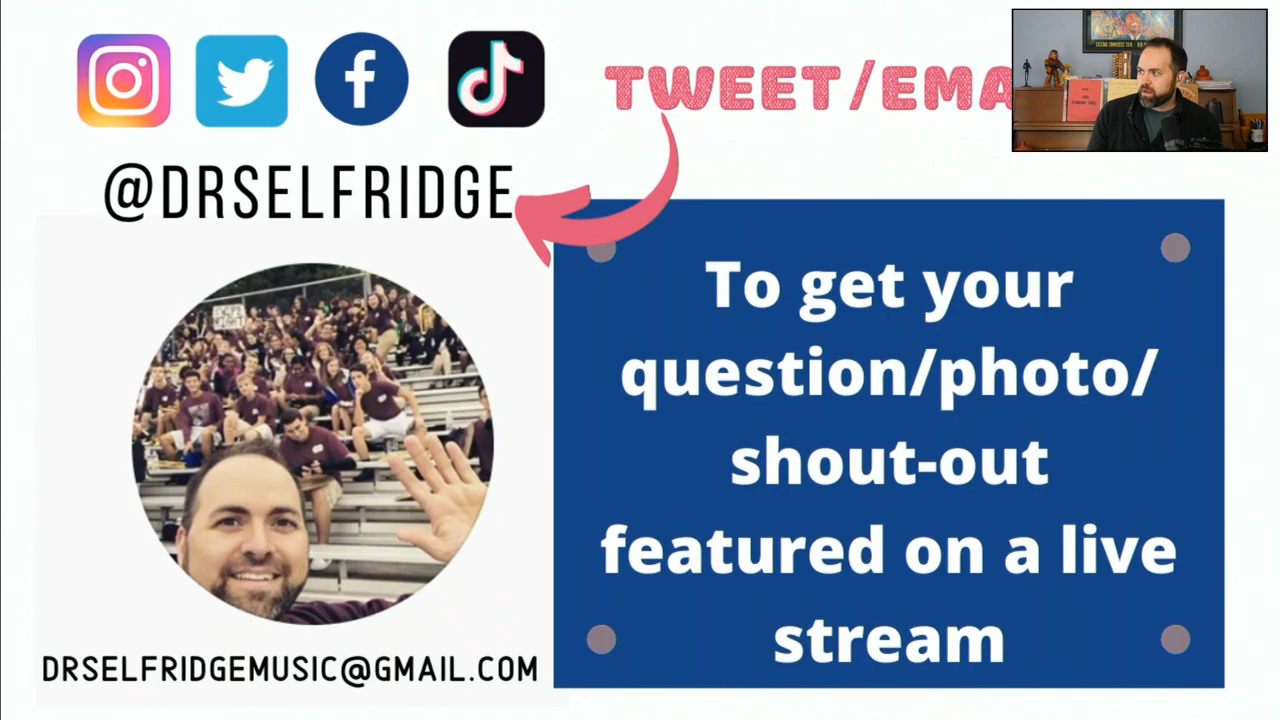 TWEET/EMA
@DRSELFRIDGE
To get your
question/photo/
shout-out
featured on a live
stream
DRSELFRIDGEMUSIC@GMAIL.COM